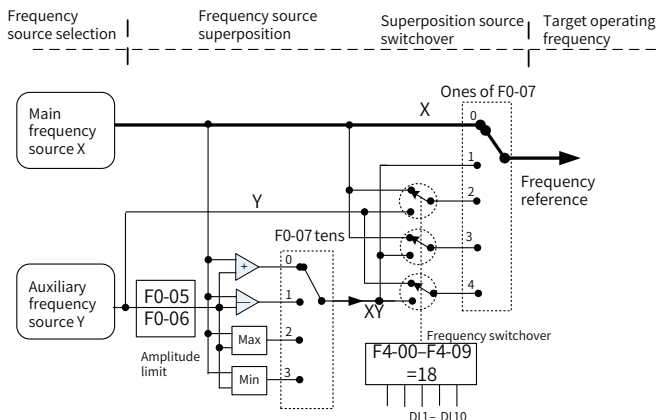 Frequency
source selection
Frequency source
superposition
Superposition source
switchover
Target operating
frequency
Ones of F0-07
Main
frequency
source X
X
0
1
Frequency
reference
2
Y
F0-07 tens
3
0
+
Auxiliary
frequency
source Y
F0-05
F0-06
−
1
4
XY
Max
2
Frequency switchover
Amplitude
limit
F4-00–F4-09
=18
Min
3
DI1– DI10